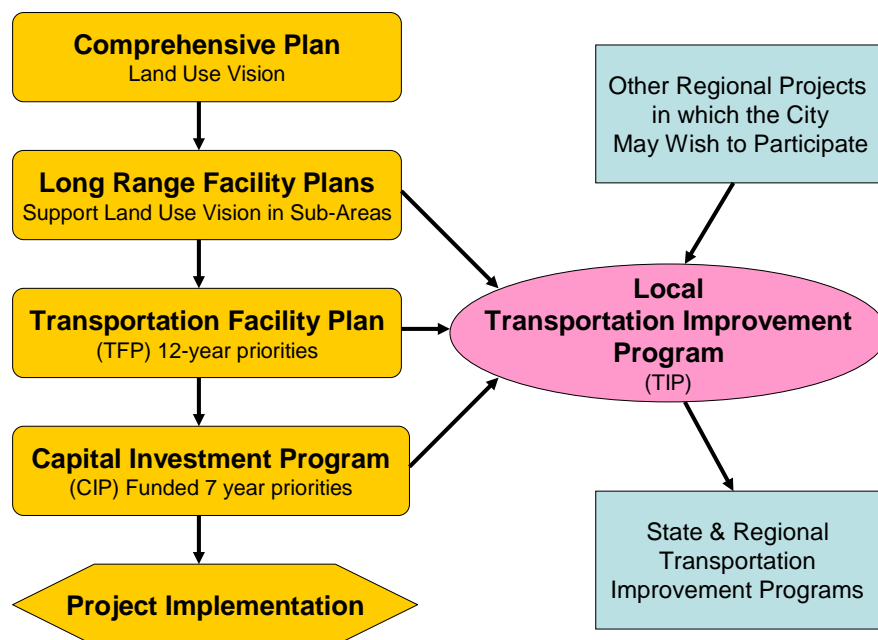 Comprehensive Plan
Land Use Vision
Long Range Facility Plans
Support Land Use Vision in Sub-Areas
Transportation Facility Plan
(TFP) 12-year priorities
Capital Investment Program
(CIP) Funded 7 year priorities
Project Implementation
Other Regional Projects
in which the City
May Wish to Participate
Local
Transportation Improvement
Program
(TIP)
State & Regional
Transportation
Improvement Programs